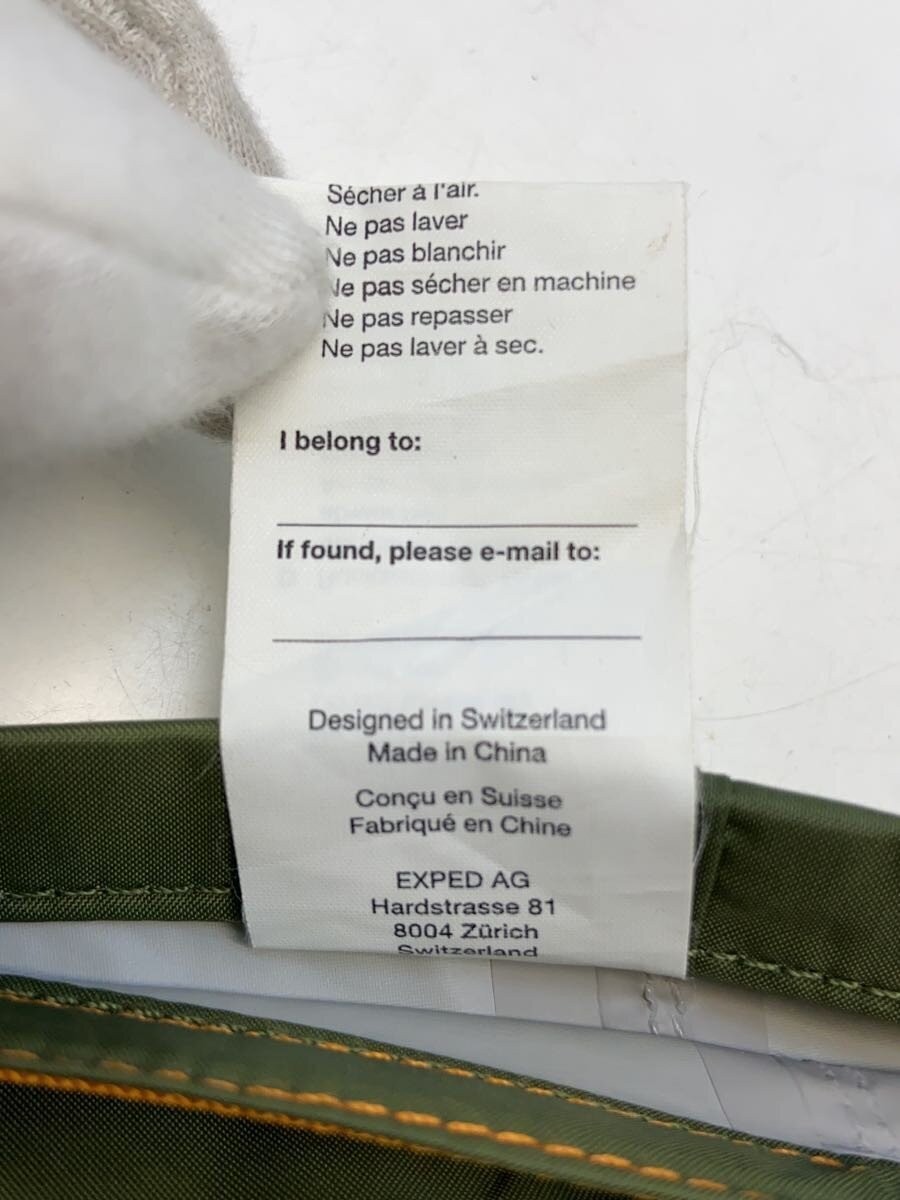 Sécher à l'air.
Ne pas laver
Ne pas blanchir
Ne pas sécher en machine
Ne pas repasser
Ne pas laver à sec.
I belong to:
If found, please e-mail to:
Designed in Switzerland
Made in China
Conçu en Suisse
Fabriqué en Chine
EXPED AG
Hardstrasse 81
8004 Zürich
Switzerland